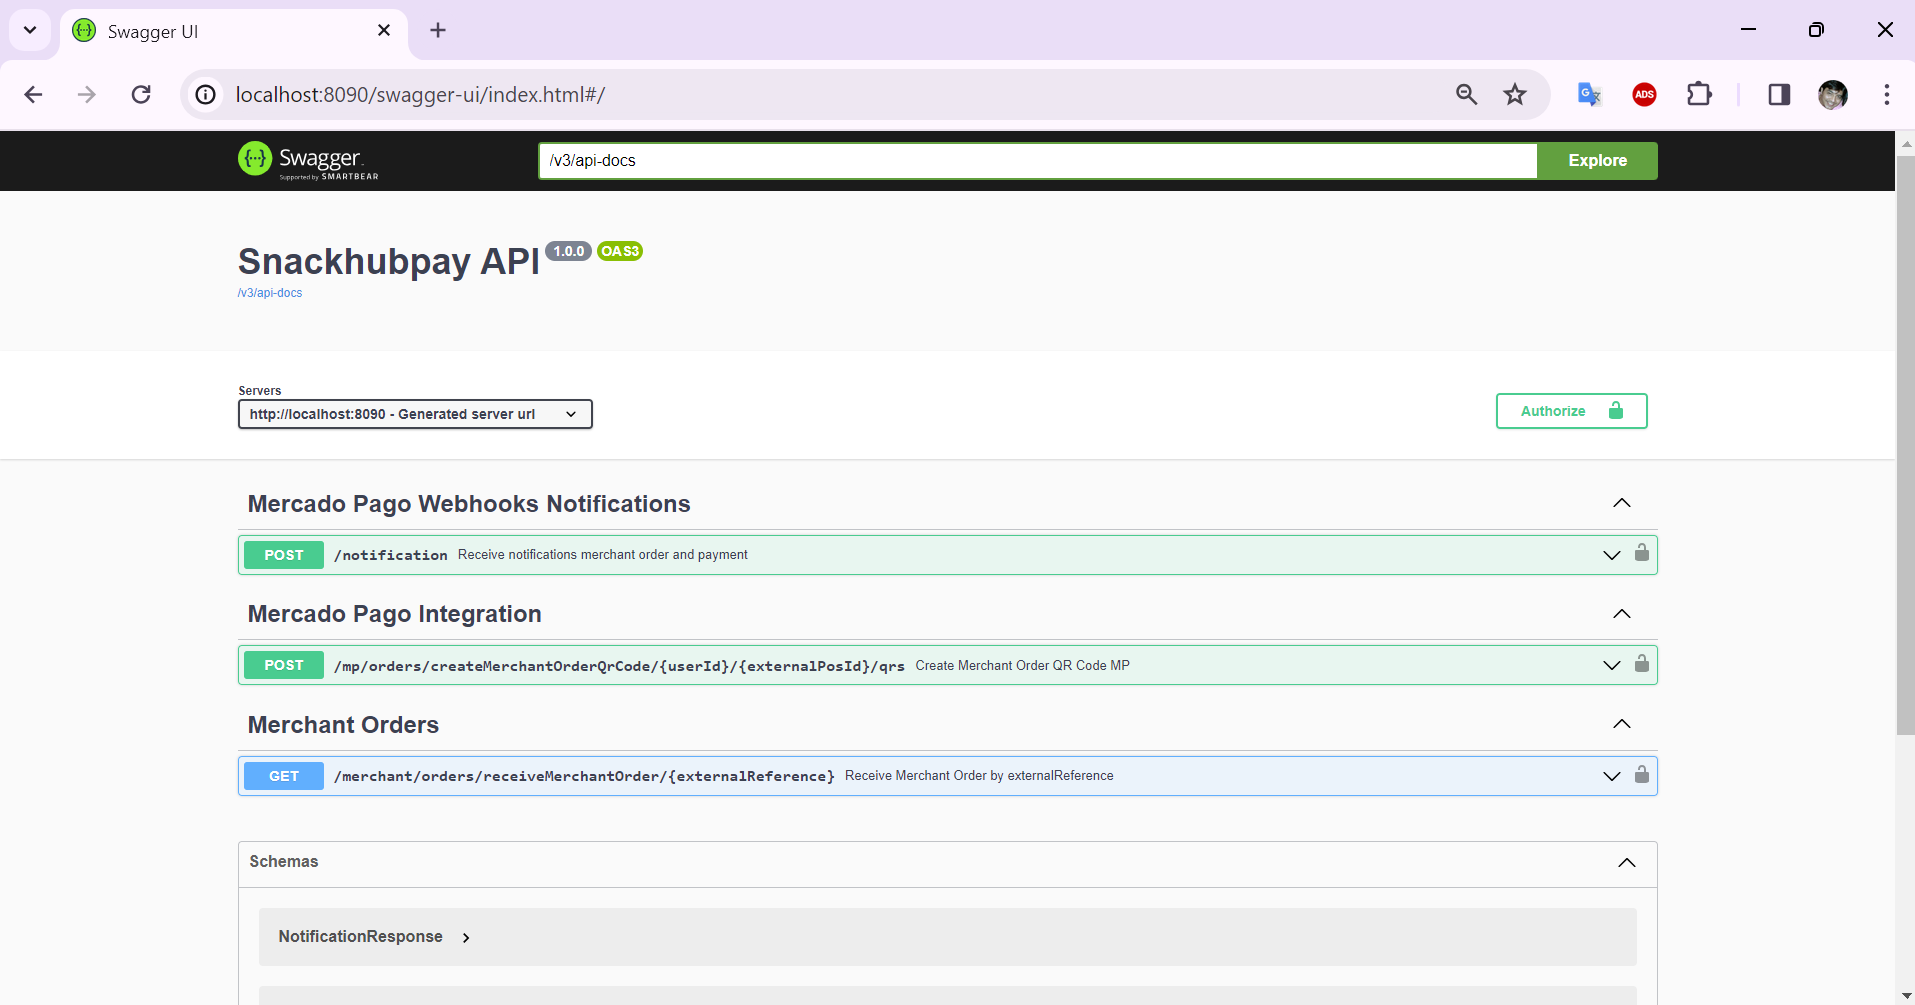 Swagger UI
localhost:8090/swagger-ui/index.html#/
ADS
Swagger
Supported by SMARTBEAR
/v3/api-docs
Explore
Snackhubpay API 1.0.0 OAS3
/v3/api-docs
Servers
http://localhost:8090 - Generated server url
Authorize
Mercado Pago Webhooks Notifications
POST /notification Receive notifications merchant order and payment
Mercado Pago Integration
POST /mp/orders/createMerchantOrderQrCode/{userId}/{externalPosId}/qrs Create Merchant Order QR Code MP
Merchant Orders
GET /merchant/orders/receiveMerchantOrder/{externalReference} Receive Merchant Order by externalReference
Schemas
NotificationResponse